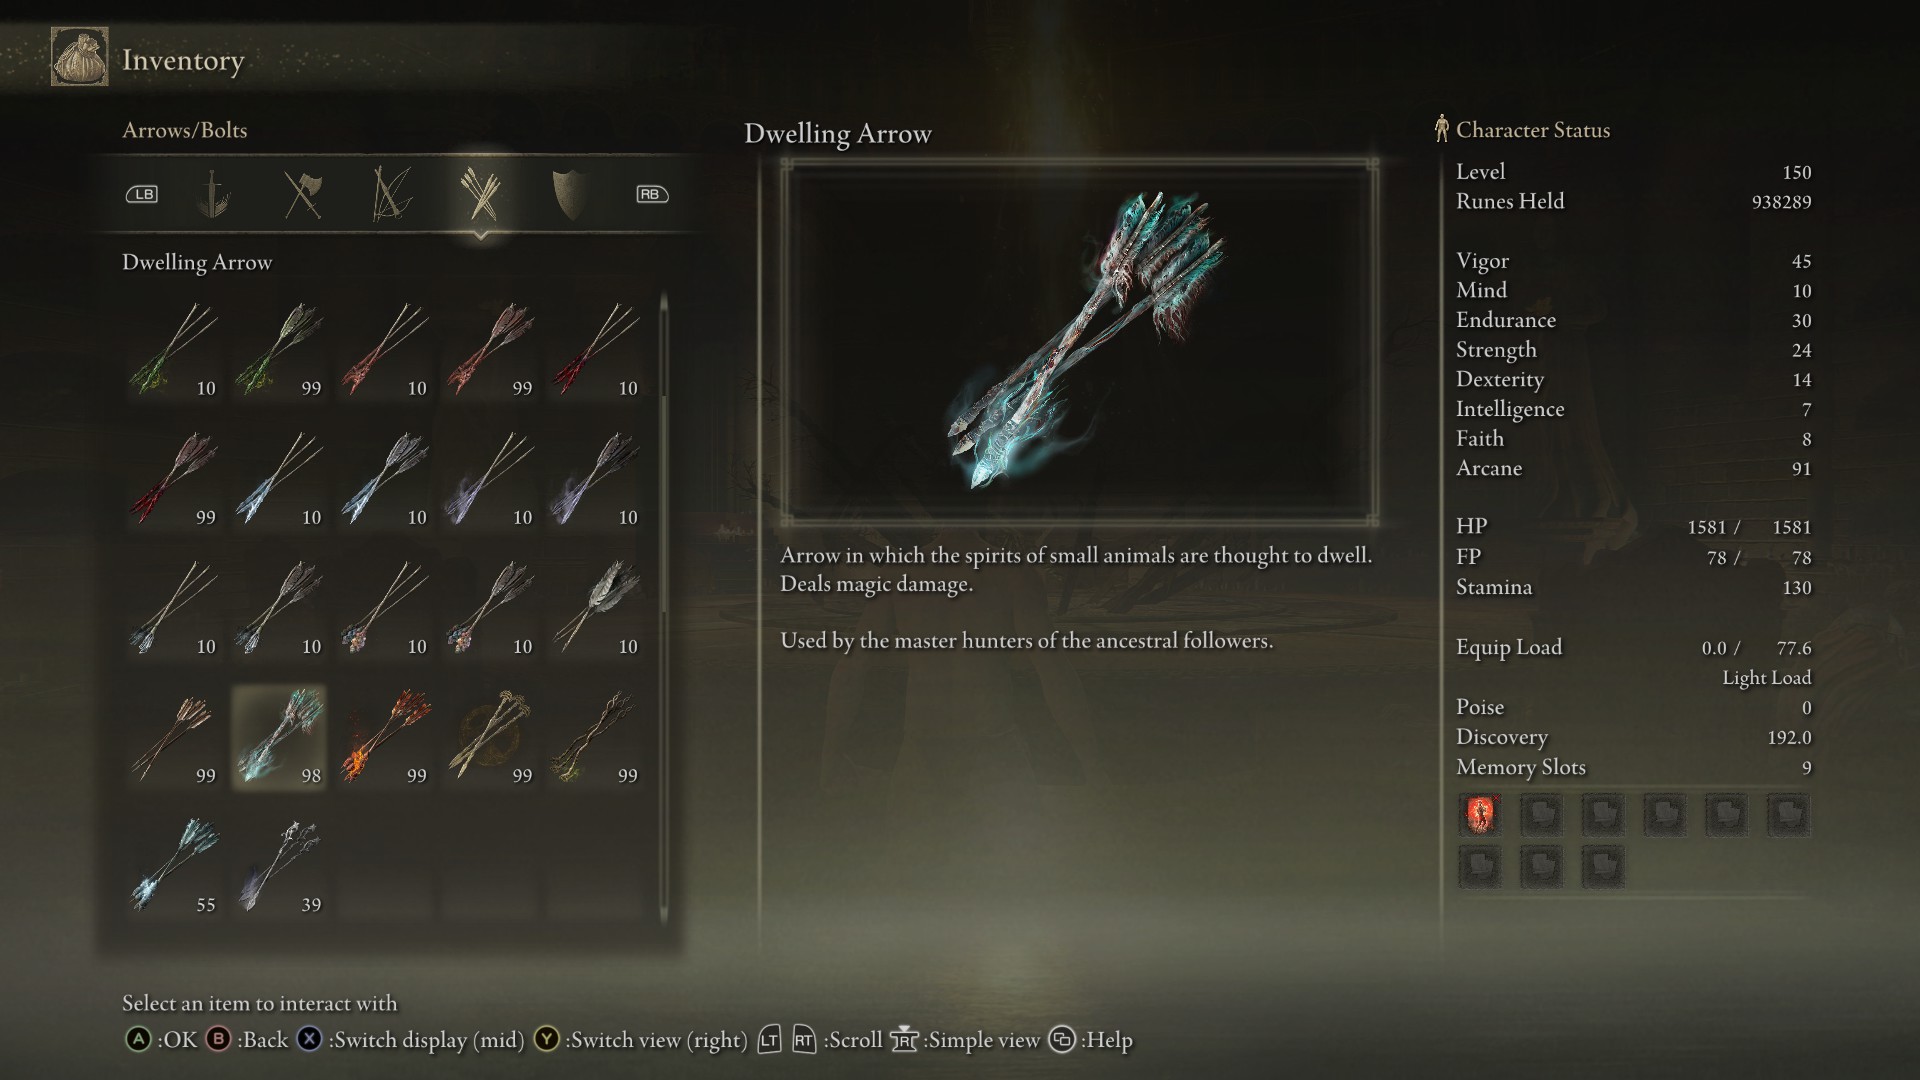 Inventory
Arrows/Bolts
LB
RB
Dwelling Arrow
10 99 10 99 10
99 10 10 10 10
10 10 10 10 10
99 98 99 99 99
55 39
Dwelling Arrow
Arrow in which the spirits of small animals are thought to dwell.
Deals magic damage.
Used by the master hunters of the ancestral followers.
Character Status
Level 150
Runes Held 938289
Vigor 45
Mind 10
Endurance 30
Strength 24
Dexterity 14
Intelligence 7
Faith 8
Arcane 91
HP 1581 / 1581
FP 78 / 78
Stamina 130
Equip Load 0.0 / 77.6
Light Load
Poise 0
Discovery 192.0
Memory Slots 9
Select an item to interact with
A :OK B :Back X :Switch display (mid) Y :Switch view (right) LT RT :Scroll R :Simple view :Help